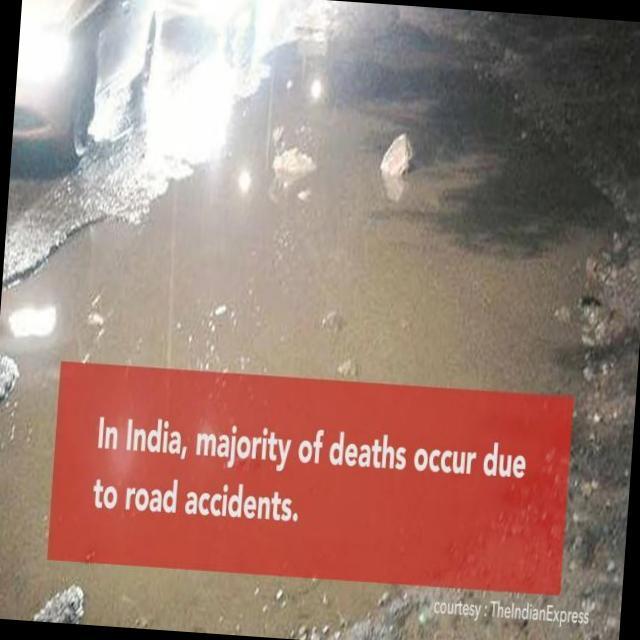 In India, majority of deaths occur due
to road accidents.
courtesy : TheIndianExpress